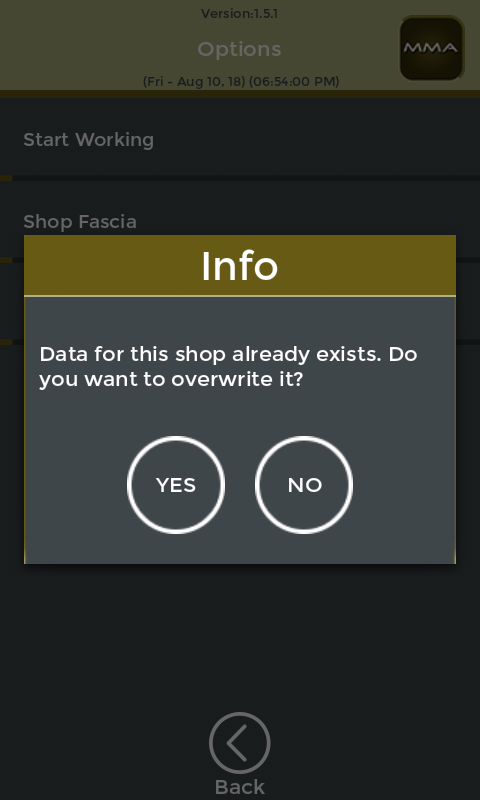 Version:1.5.1
Options
MMA
(Fri - Aug 10, 18) (06:54:00 PM)
Start Working
Shop Fascia
Info
Data for this shop already exists. Do
you want to overwrite it?
YES
NO
Back